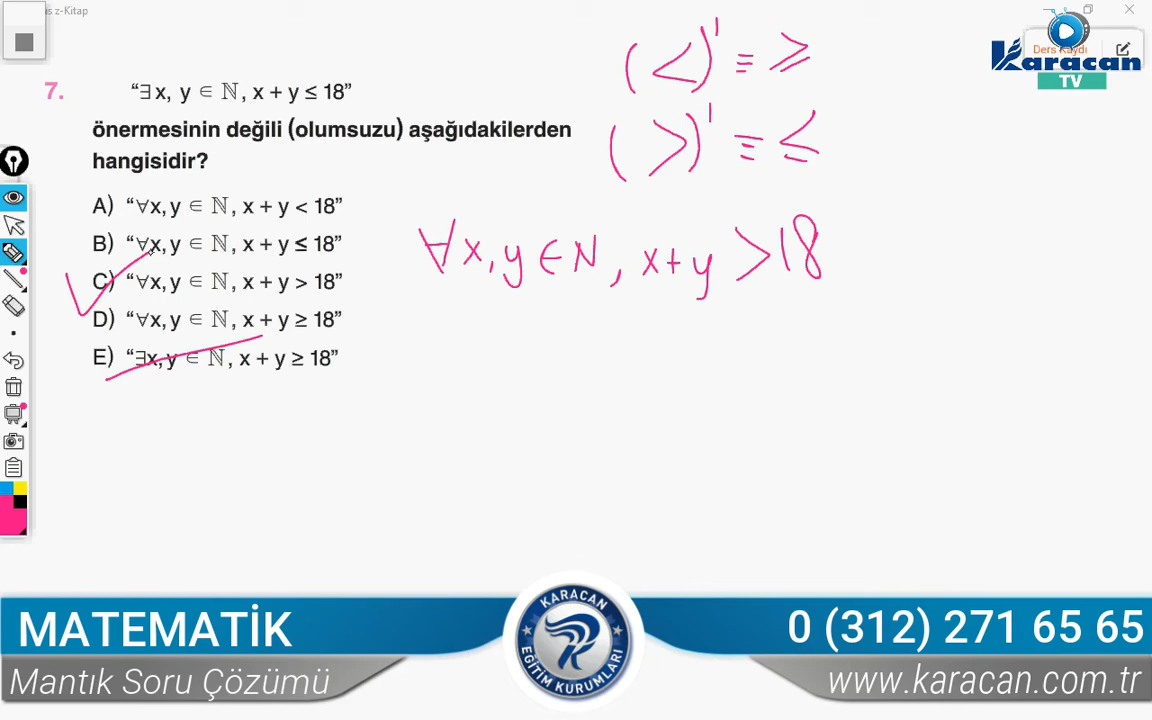 s z-Kitap
Ders Kaydı
Karacan
TV
7. “∃x, y ∈ ℕ, x + y ≤ 18”
önermesinin değili (olumsuzu) aşağıdakilerden
hangisidir?
A) “∀x, y ∈ ℕ, x + y < 18”
B) “∀x, y ∈ ℕ, x + y ≤ 18”
C) “∀x, y ∈ ℕ, x + y > 18”
D) “∀x, y ∈ ℕ, x + y ≥ 18”
E) “∃x, y ∈ ℕ, x + y ≥ 18”
(<)' ≡ ≥
(>)' ≡ ≤
∀x, y ∈ N, x+y > 18
MATEMATİK
Mantık Soru Çözümü
KARACAN
EĞİTİM KURUMLARI
0 (312) 271 65 65
www.karacan.com.tr